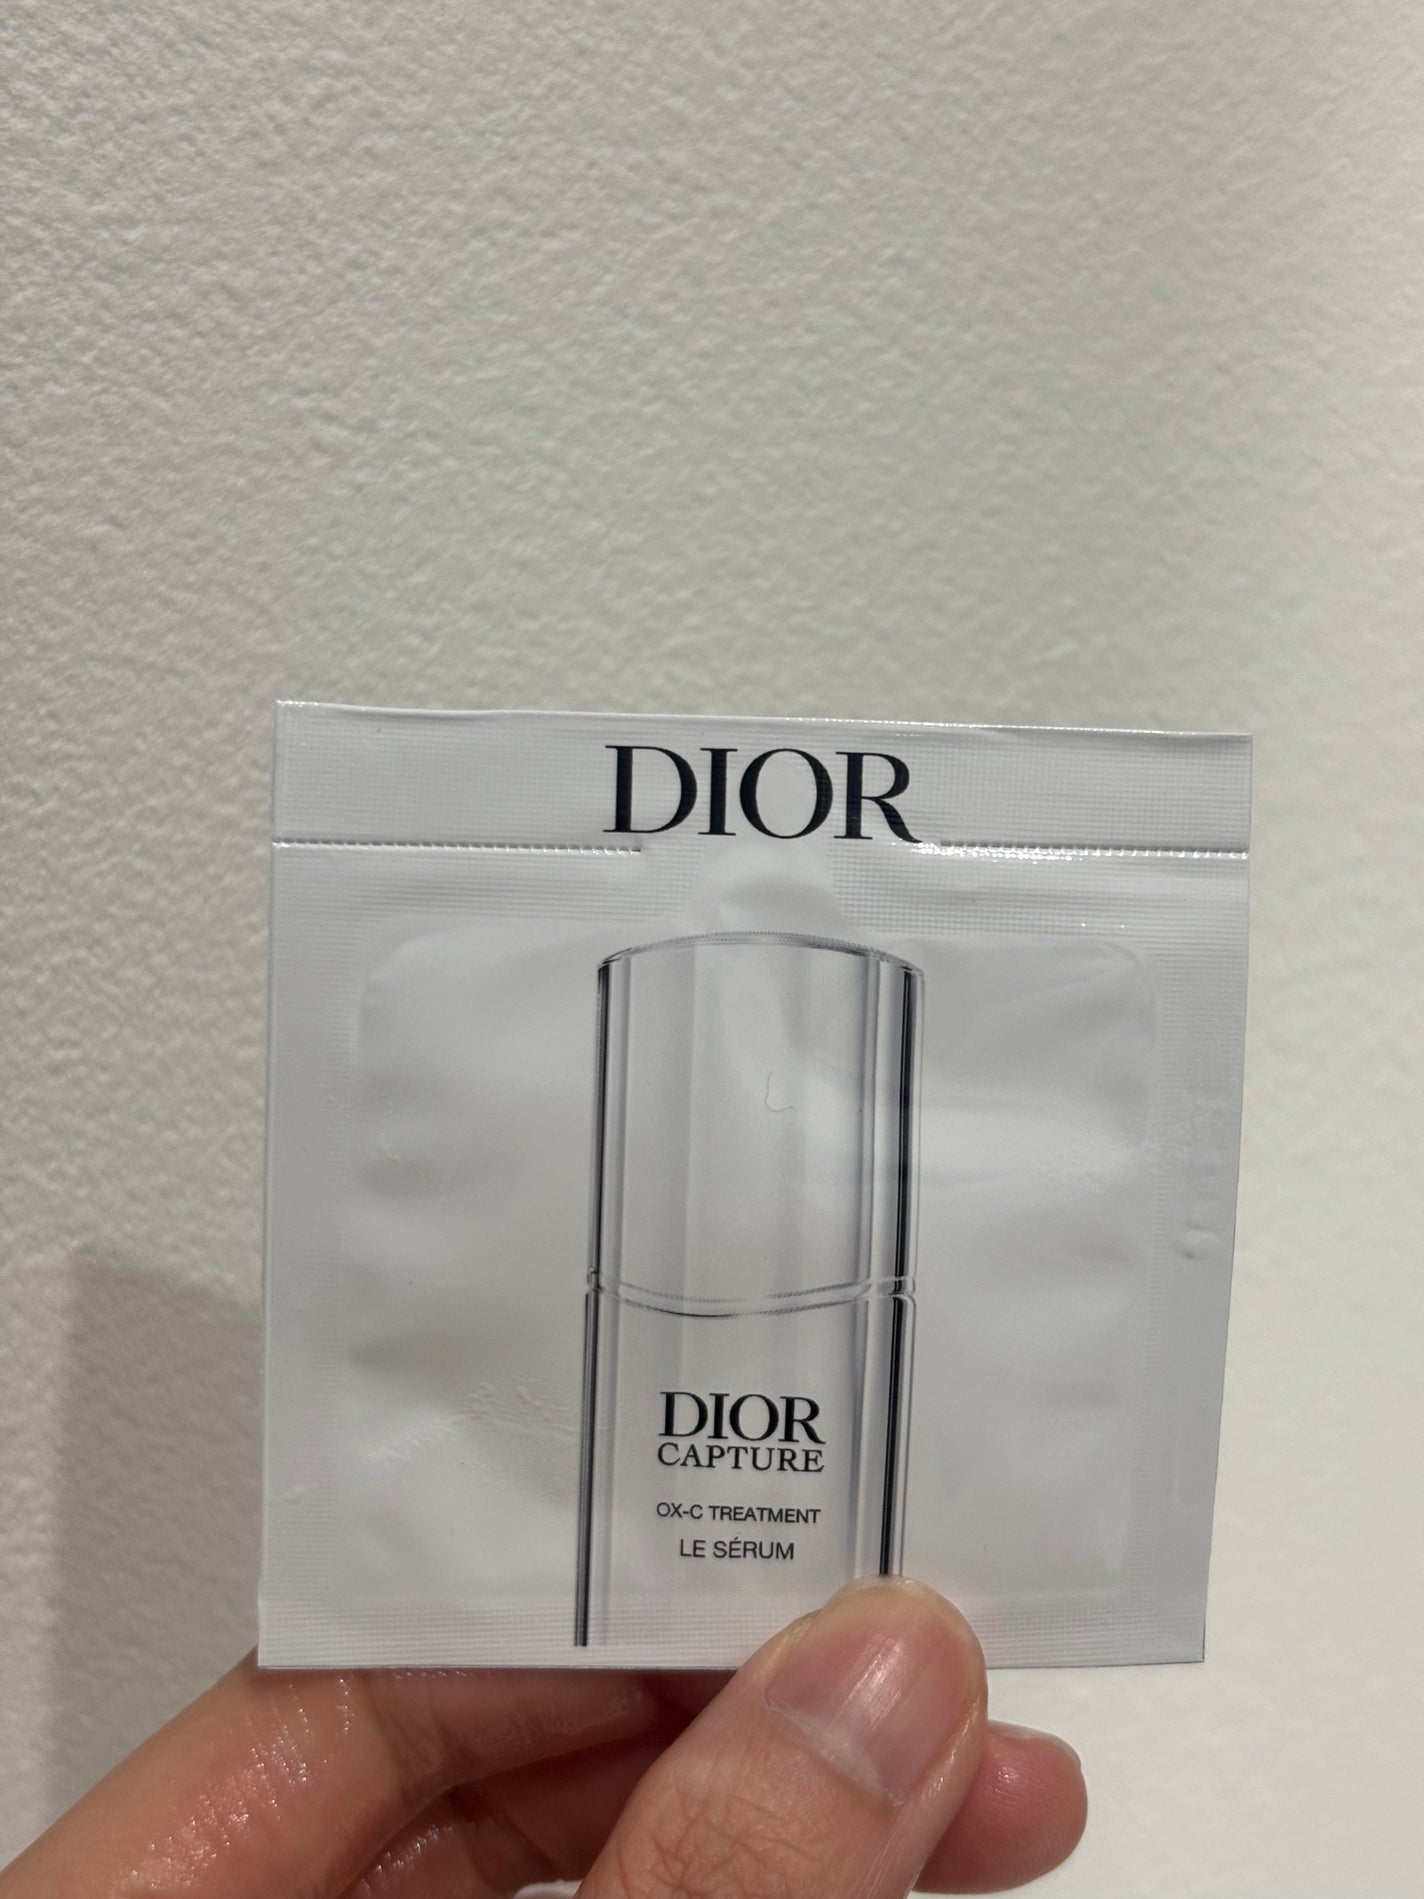 DIOR
DIOR
CAPTURE
OX-C TREATMENT
LE SÉRUM